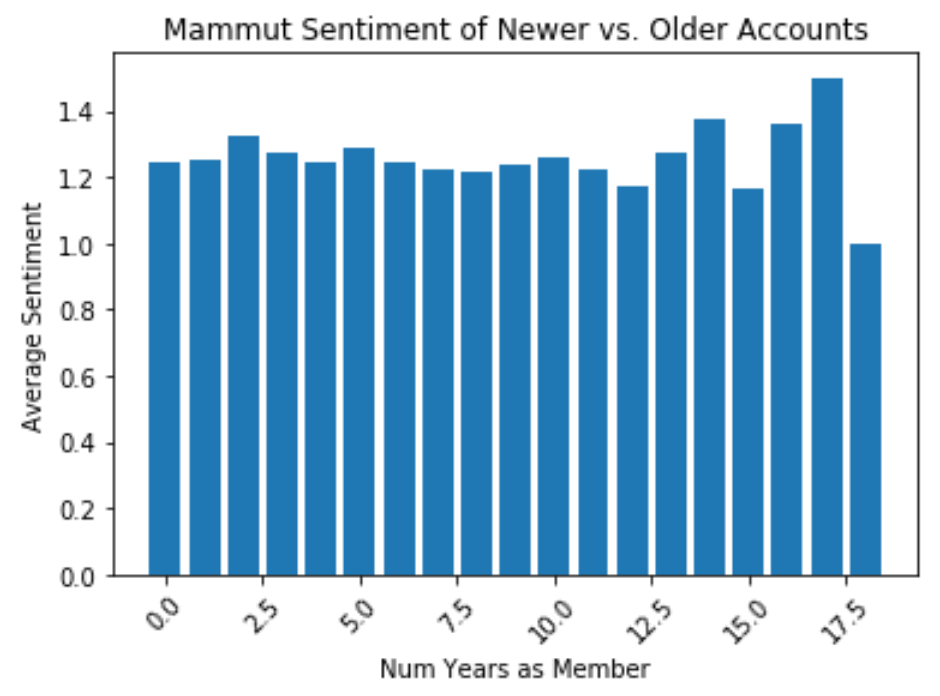 Mammut Sentiment of Newer vs. Older Accounts
Average Sentiment
1.4
1.2
1.0
0.8
0.6
0.4
0.2
0.0
0.0 2.5 5.0 7.5 10.0 12.5 15.0 17.5
Num Years as Member